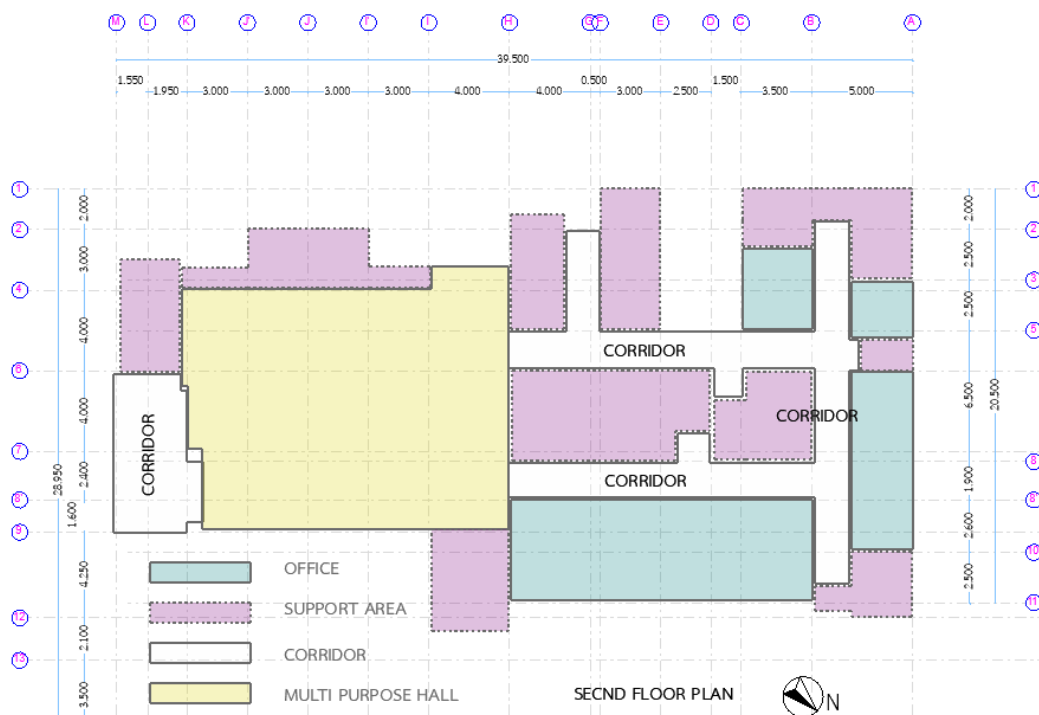 M L K J' J I' I H G F E D C B A
39.500
1.550 0.500 1.500
1.950 3.000 3.000 3.000 3.000 4.000 4.000 3.000 2.500 3.500 5.000
1 1
2.000 2.000
2 2
3.000 2.500
3
4
2.500
4.000
5
CORRIDOR
6
6.500 20.500
4.000 CORRIDOR CORRIDOR
7
8
28.950 2.400 CORRIDOR 1.900
8' 8'
1.600
9 2.600
10
4.250 OFFICE 2.500
SUPPORT AREA 11
12
2.100
CORRIDOR
13
3.500 MULTI PURPOSE HALL SECND FLOOR PLAN N